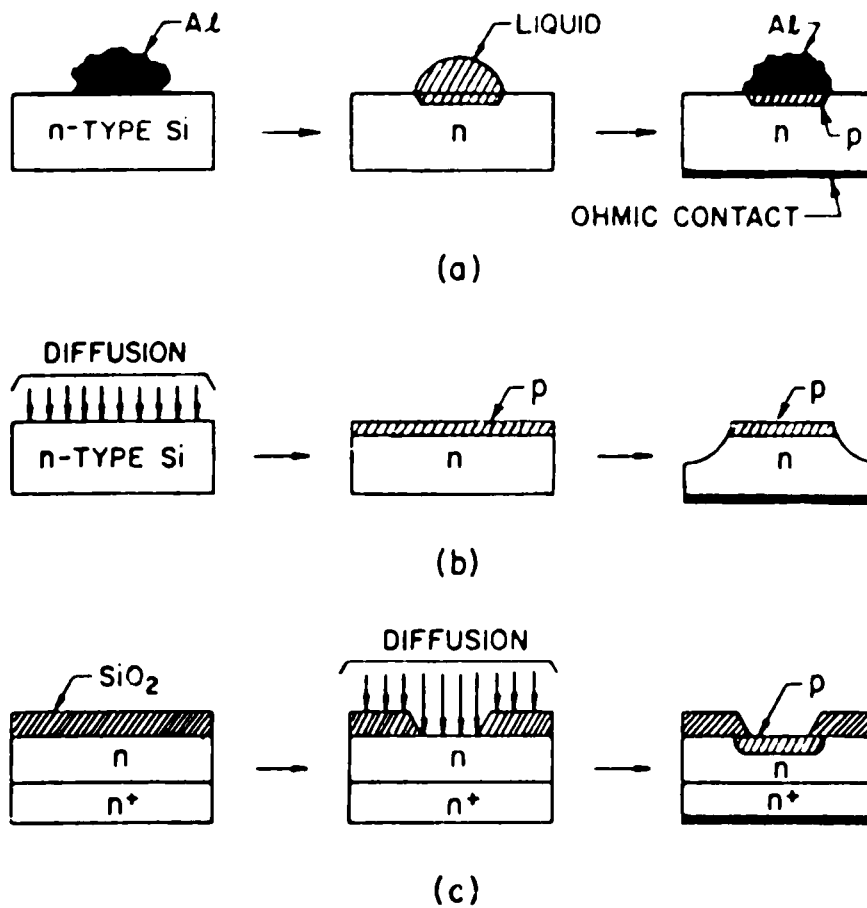 Al LIQUID Al
n-TYPE Si n n p
OHMIC CONTACT
(a)
DIFFUSION
p p
n-TYPE Si n n
(b)
DIFFUSION
SiO2 p
n n n
n+ n+ n+
(c)